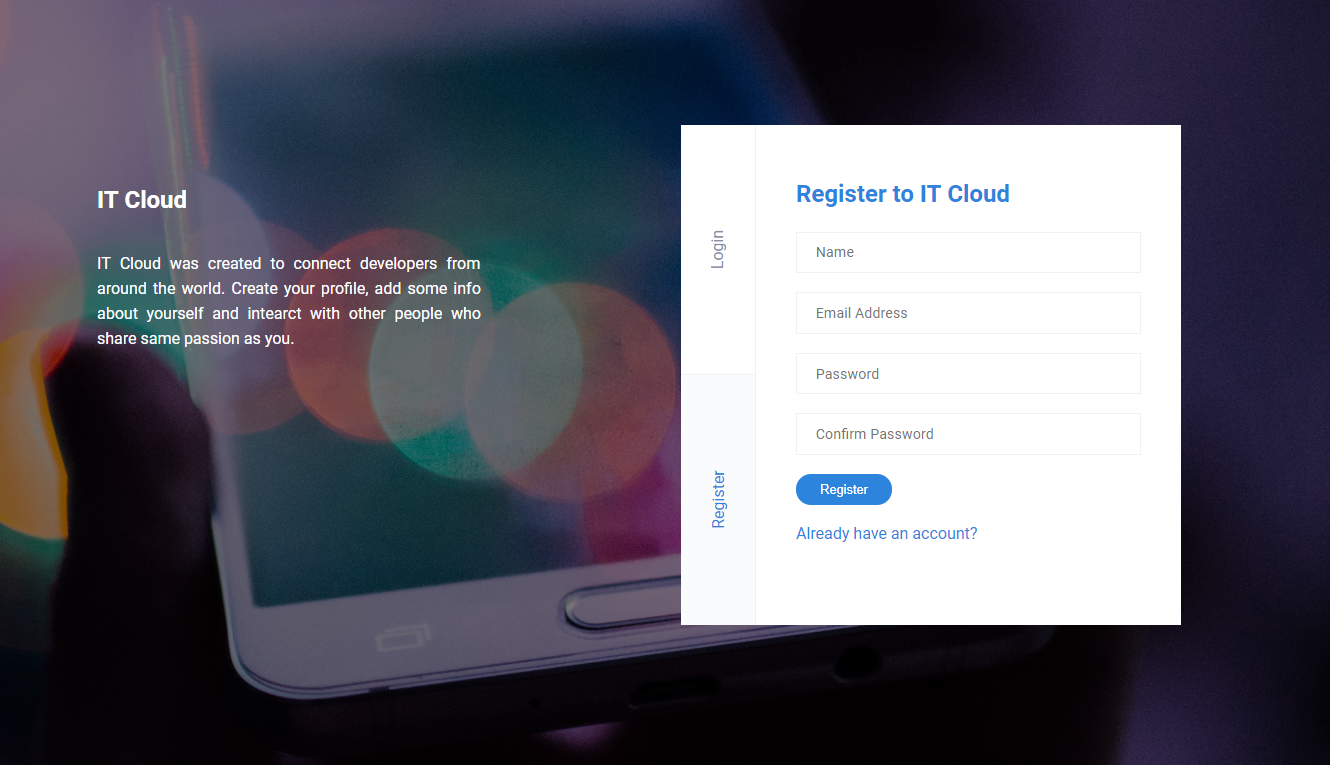 IT Cloud
IT Cloud was created to connect developers from
around the world. Create your profile, add some info
about yourself and intearct with other people who
share same passion as you.
Login
Register
Register to IT Cloud
Name
Email Address
Password
Confirm Password
Register
Already have an account?